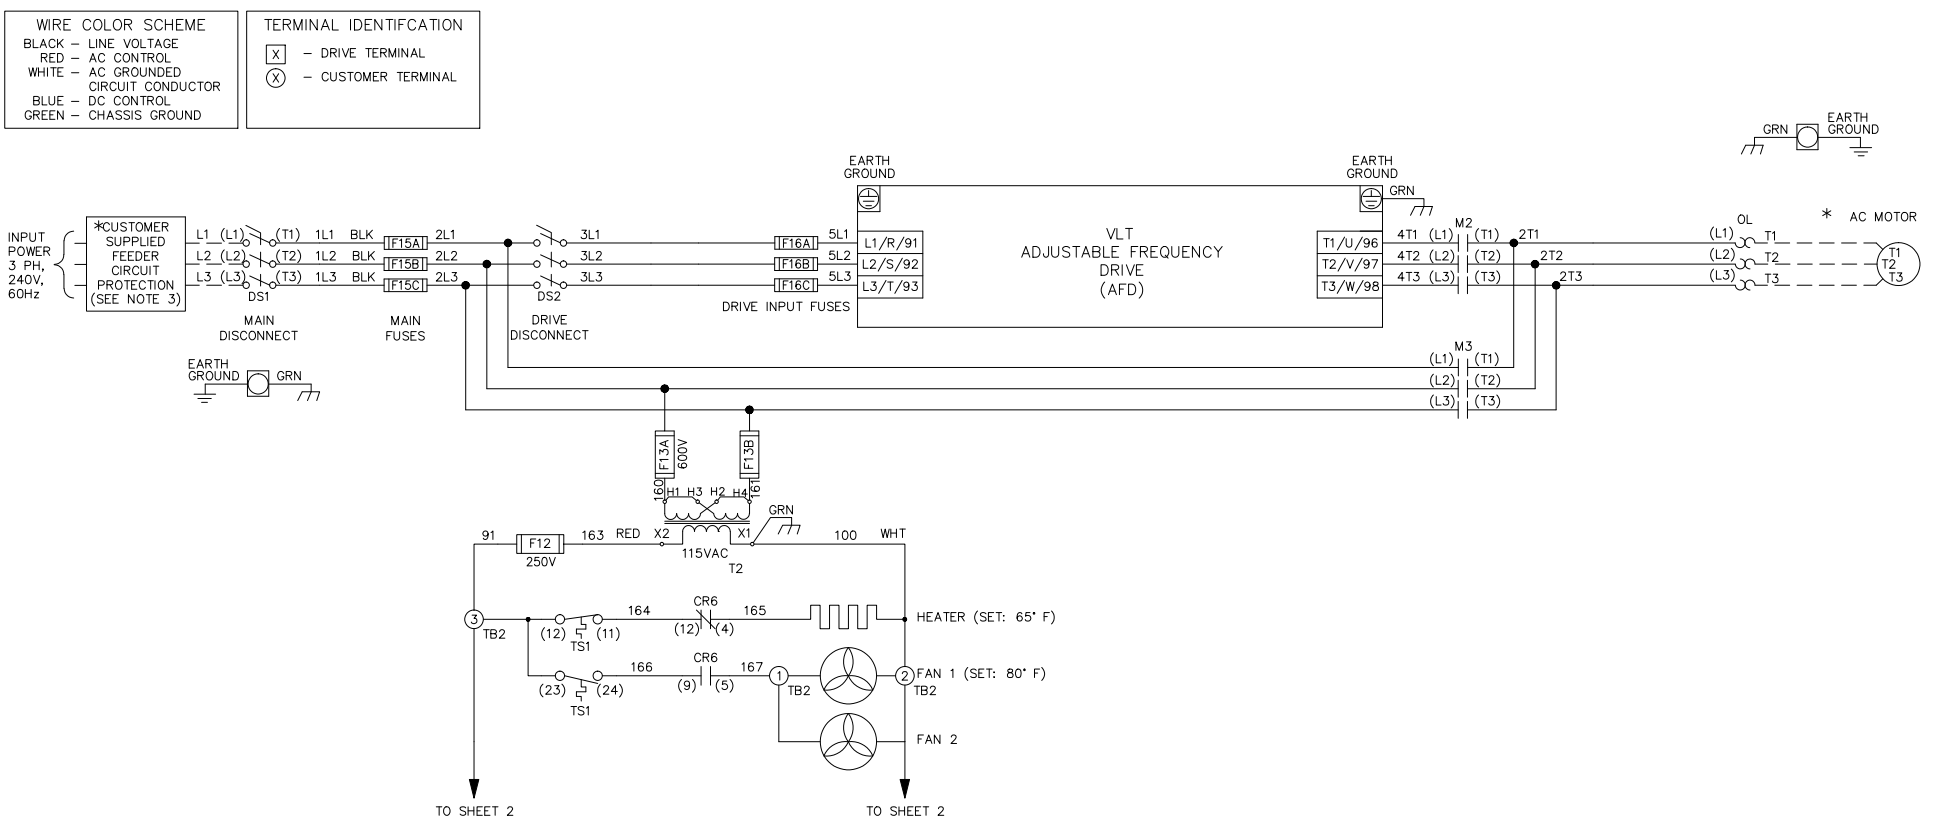 WIRE COLOR SCHEME
BLACK – LINE VOLTAGE
RED – AC CONTROL
WHITE – AC GROUNDED
CIRCUIT CONDUCTOR
BLUE – DC CONTROL
GREEN – CHASSIS GROUND
TERMINAL IDENTIFCATION
X – DRIVE TERMINAL
X – CUSTOMER TERMINAL
GRN
EARTH
GROUND
INPUT
POWER
3 PH,
240V,
60Hz
*CUSTOMER
SUPPLIED
FEEDER
CIRCUIT
PROTECTION
(SEE NOTE 3)
L1 (L1) (T1) 1L1 BLK F15A 2L1 3L1 F16A 5L1 L1/R/91
L2 (L2) (T2) 1L2 BLK F15B 2L2 3L2 F16B 5L2 L2/S/92
L3 (L3) (T3) 1L3 BLK F15C 2L3 3L3 F16C 5L3 L3/T/93
DS1
MAIN
DISCONNECT
MAIN
FUSES
DS2
DRIVE
DISCONNECT
DRIVE INPUT FUSES
EARTH
GROUND
VLT
ADJUSTABLE FREQUENCY
DRIVE
(AFD)
EARTH
GROUND
GRN
M2
T1/U/96 4T1 (L1) (T1) 2T1
T2/V/97 4T2 (L2) (T2) 2T2
T3/W/98 4T3 (L3) (T3) 2T3
OL
(L1) T1
(L2) T2
(L3) T3
* AC MOTOR
T1
T2
T3
M3
(L1) (T1)
(L2) (T2)
(L3) (T3)
EARTH
GROUND
GRN
F13A
600V
F13B
160
161
H1 H3 H2 H4
GRN
91 F12 163 RED X2 X1 100 WHT
250V
115VAC
T2
3
TB2
(12) (11)
TS1
164
CR6
(12) (4)
165
HEATER (SET: 65° F)
(23) (24)
TS1
166
CR6
(9) (5)
167
1
TB2
2
TB2
FAN 1 (SET: 80° F)
FAN 2
TO SHEET 2
TO SHEET 2